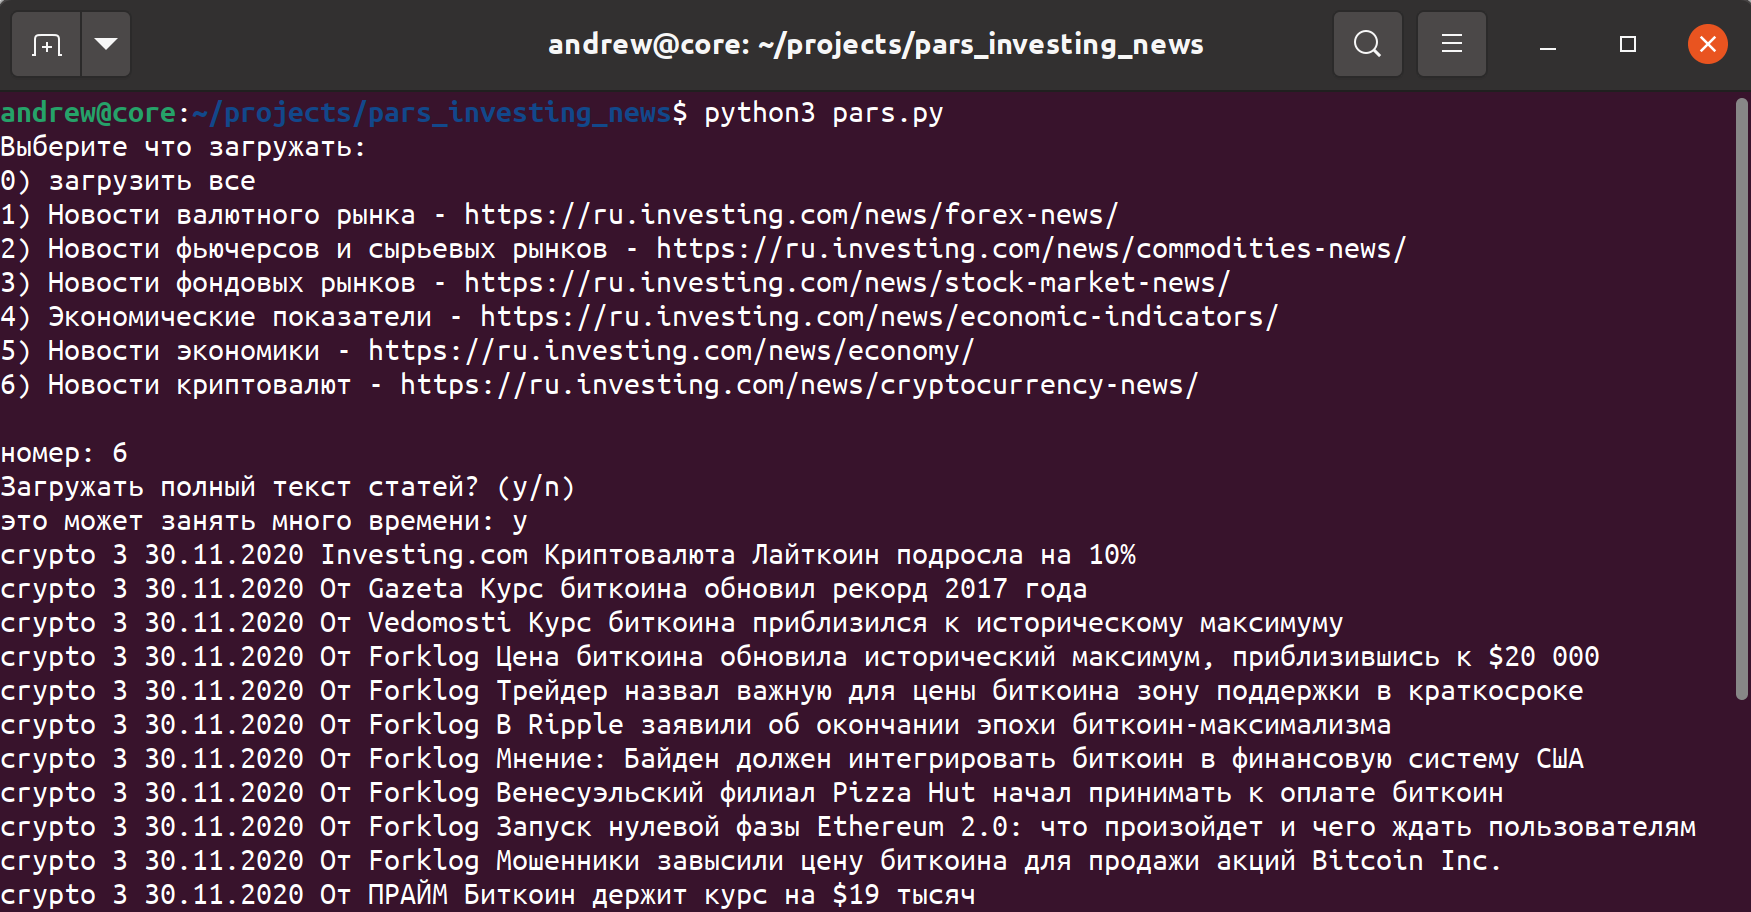 andrew@core: ~/projects/pars_investing_news
andrew@core:~/projects/pars_investing_news$ python3 pars.py
Выберите что загружать:
0) загрузить все
1) Новости валютного рынка - https://ru.investing.com/news/forex-news/
2) Новости фьючерсов и сырьевых рынков - https://ru.investing.com/news/commodities-news/
3) Новости фондовых рынков - https://ru.investing.com/news/stock-market-news/
4) Экономические показатели - https://ru.investing.com/news/economic-indicators/
5) Новости экономики - https://ru.investing.com/news/economy/
6) Новости криптовалют - https://ru.investing.com/news/cryptocurrency-news/
номер: 6
Загружать полный текст статей? (y/n)
это может занять много времени: y
crypto 3 30.11.2020 Investing.com Криптовалюта Лайткоин подросла на 10%
crypto 3 30.11.2020 От Gazeta Курс биткоина обновил рекорд 2017 года
crypto 3 30.11.2020 От Vedomosti Курс биткоина приблизился к историческому максимуму
crypto 3 30.11.2020 От Forklog Цена биткоина обновила исторический максимум, приблизившись к $20 000
crypto 3 30.11.2020 От Forklog Трейдер назвал важную для цены биткоина зону поддержки в краткосроке
crypto 3 30.11.2020 От Forklog В Ripple заявили об окончании эпохи биткоин-максимализма
crypto 3 30.11.2020 От Forklog Мнение: Байден должен интегрировать биткоин в финансовую систему США
crypto 3 30.11.2020 От Forklog Венесуэльский филиал Pizza Hut начал принимать к оплате биткоин
crypto 3 30.11.2020 От Forklog Запуск нулевой фазы Ethereum 2.0: что произойдет и чего ждать пользователям
crypto 3 30.11.2020 От Forklog Мошенники завысили цену биткоина для продажи акций Bitcoin Inc.
crypto 3 30.11.2020 От ПРАЙМ Биткоин держит курс на $19 тысяч